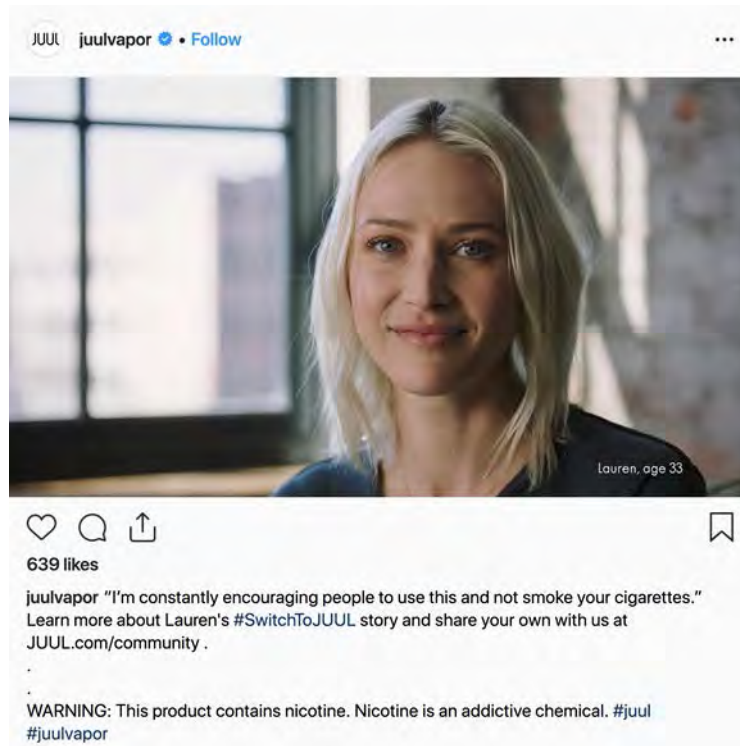 JUUL juulvapor • Follow
Lauren, age 33
639 likes
juulvapor “I’m constantly encouraging people to use this and not smoke your cigarettes.”
Learn more about Lauren's #SwitchToJUUL story and share your own with us at
JUUL.com/community .
.
.
WARNING: This product contains nicotine. Nicotine is an addictive chemical. #juul
#juulvapor